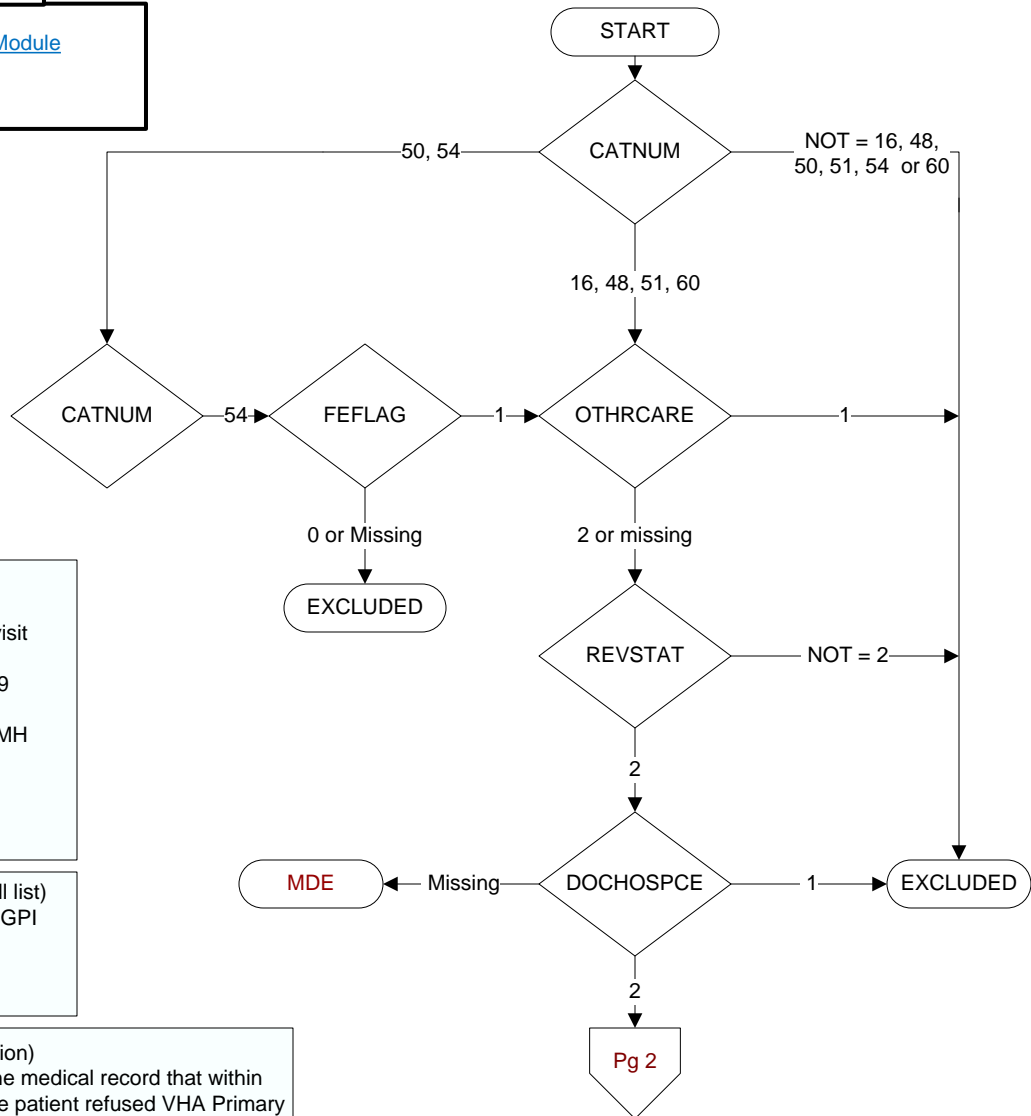 Module
START
CATNUM
50, 54
NOT = 16, 48,
50, 51, 54 or 60
16, 48, 51, 60
CATNUM
54
FEFLAG
1
OTHRCARE
1
0 or Missing
2 or missing
EXCLUDED
visit
REVSTAT
NOT = 2
9
MH
2
ll list)
MDE
Missing
DOCHOSPCE
1
EXCLUDED
GPI
2
ion)
ne medical record that within
Pg 2
e patient refused VHA Primary